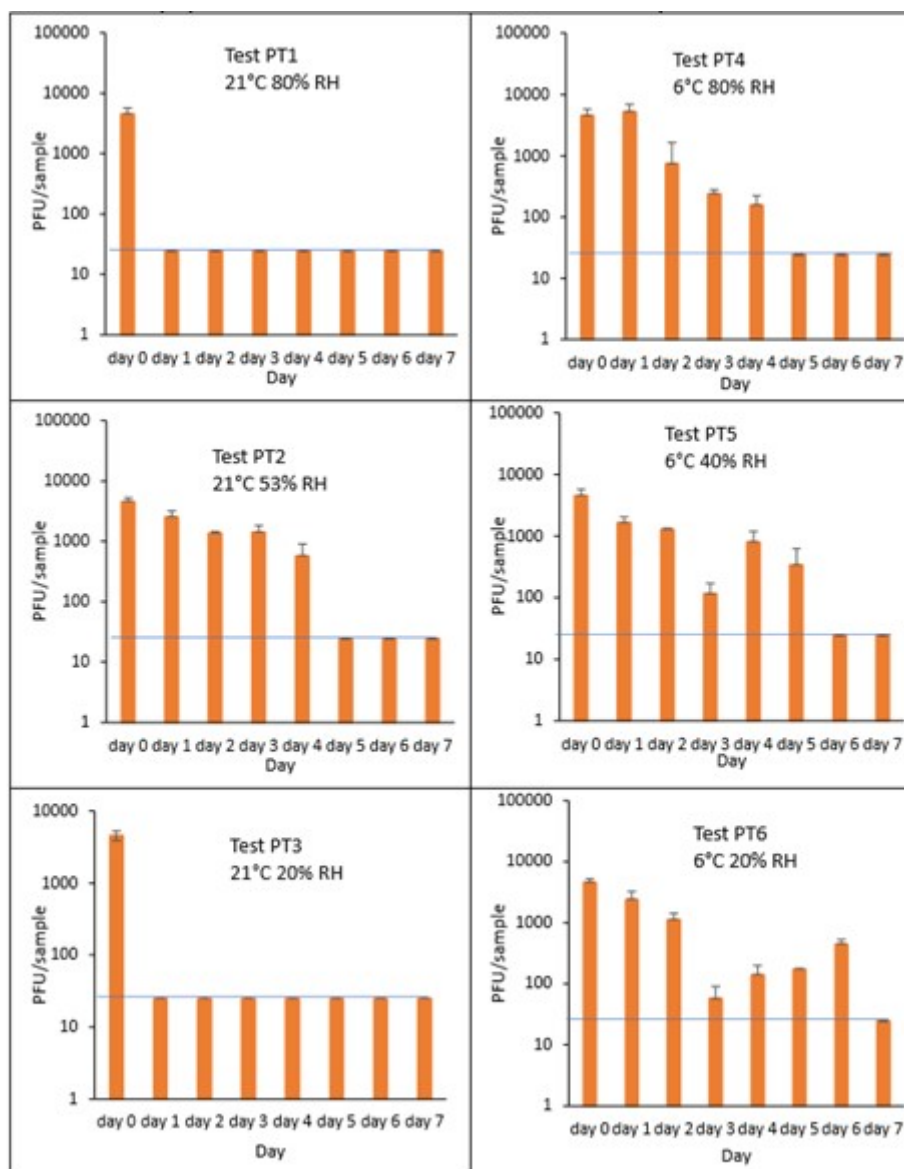 100000
10000
1000
100
10
1
PFU/sample
Test PT1
21°C 80% RH
day 0 day 1 day 2 day 3 day 4 day 5 day 6 day 7
Day
100000
10000
1000
100
10
1
PFU/sample
Test PT4
6°C 80% RH
day 0 day 1 day 2 day 3 day 4 day 5 day 6 day 7
Day
100000
10000
1000
100
10
1
PFU/sample
Test PT2
21°C 53% RH
day 0 day 1 day 2 day 3 day 4 day 5 day 6 day 7
Day
100000
10000
1000
100
10
1
PFU/sample
Test PT5
6°C 40% RH
day 0 day 1 day 2 day 3 day 4 day 5 day 6 day 7
Day
10000
1000
100
10
1
PFU/sample
Test PT3
21°C 20% RH
day 0 day 1 day 2 day 3 day 4 day 5 day 6 day 7
Day
100000
10000
1000
100
10
1
PFU/sample
Test PT6
6°C 20% RH
day 0 day 1 day 2 day 3 day 4 day 5 day 6 day 7
Day